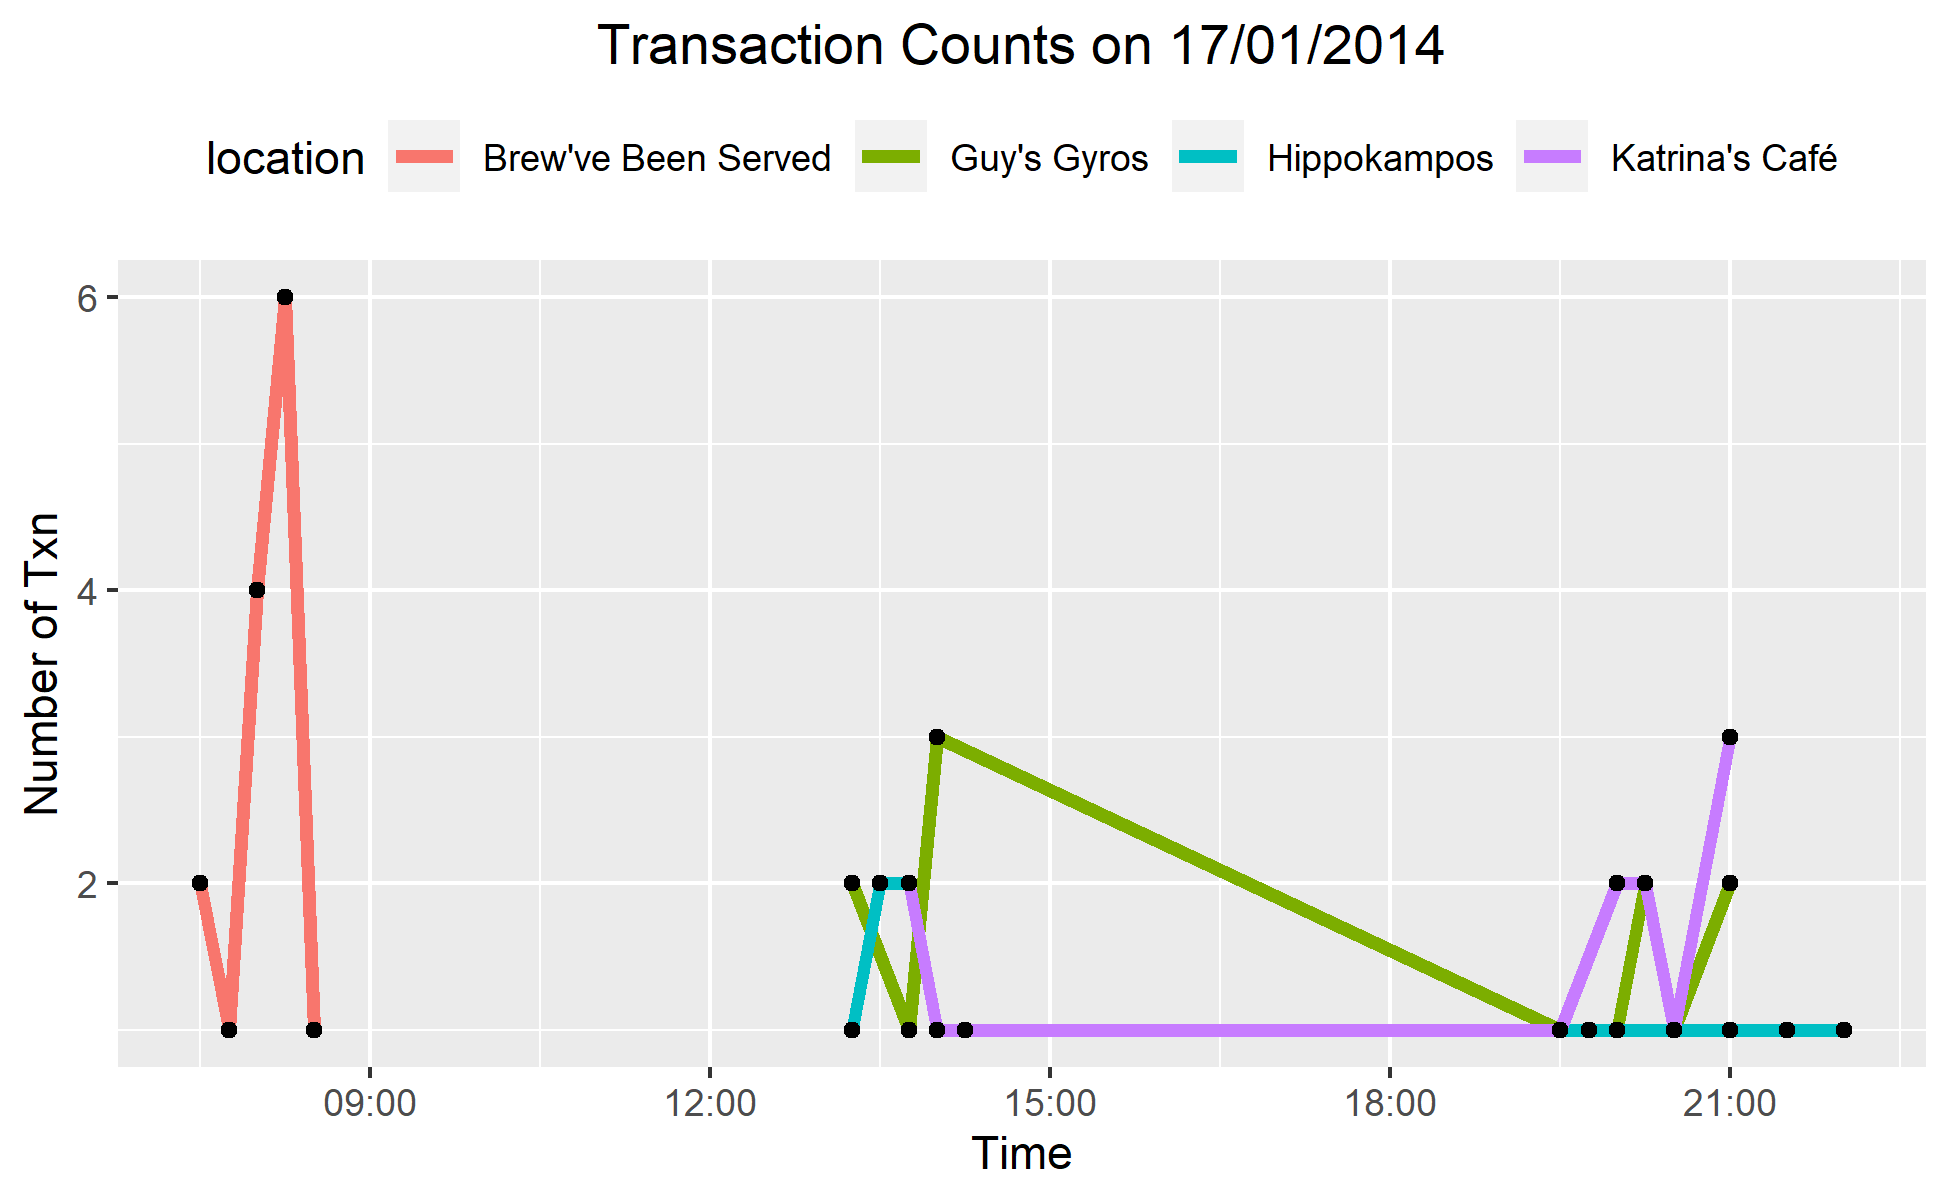 Transaction Counts on 17/01/2014
location Brew've Been Served Guy's Gyros Hippokampos Katrina's Café
Number of Txn
6
4
2
09:00 12:00 15:00 18:00 21:00
Time